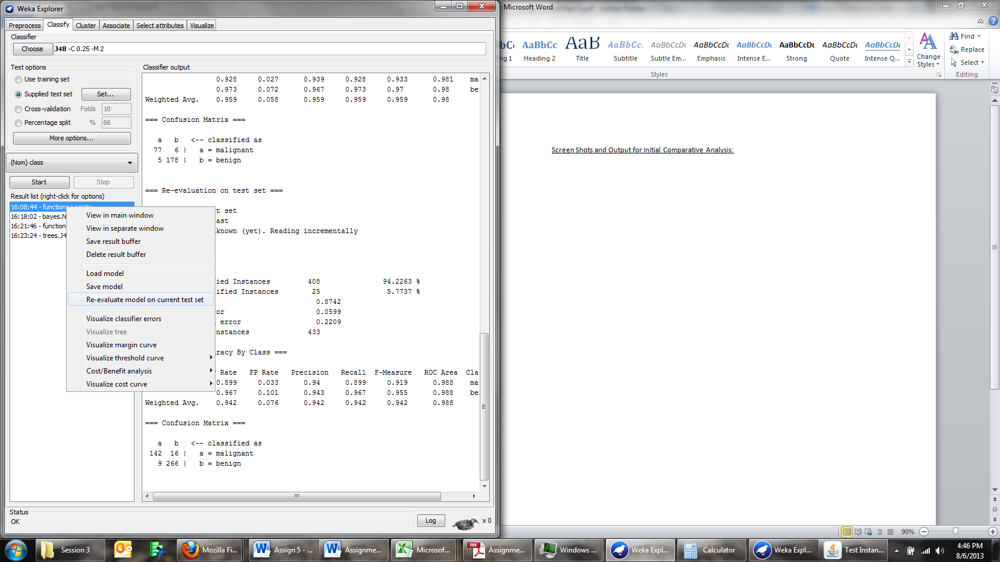 Weka Explorer
Preprocess Classify Cluster Associate Select attributes Visualize
Classifier
Choose J48 -C 0.25 -M 2
Test options
Use training set
Supplied test set Set...
Cross-validation Folds 10
Percentage split % 66
More options...
(Nom) class
Start Stop
Result list (right-click for options)
16:08:44 - functions.Logistic
16:18:02 - bayes.N
16:21:46 - function
16:23:24 - trees.J4
View in main window
View in separate window
Save result buffer
Delete result buffer
Load model
Save model
Re-evaluate model on current test set
Visualize classifier errors
Visualize tree
Visualize margin curve
Visualize threshold curve
Cost/Benefit analysis
Visualize cost curve
Classifier output
0.928 0.027 0.939 0.928 0.933 0.981 ma
0.973 0.072 0.967 0.973 0.97 0.98 be
Weighted Avg. 0.959 0.058 0.959 0.959 0.959 0.98
=== Confusion Matrix ===
a b <-- classified as
77 6 | a = malignant
5 178 | b = benign
=== Re-evaluation on test set ===
t set
ast
known (yet). Reading incrementally
fied Instances 408 94.2263 %
ified Instances 25 5.7737 %
0.8742
or 0.0599
error 0.2209
nstances 433
racy By Class ===
Rate FP Rate Precision Recall F-Measure ROC Area Cla
0.899 0.033 0.94 0.899 0.919 0.988 ma
0.967 0.101 0.943 0.967 0.955 0.988 be
Weighted Avg. 0.942 0.076 0.942 0.942 0.942 0.988
=== Confusion Matrix ===
a b <-- classified as
142 16 | a = malignant
9 266 | b = benign
Status
OK
Log x 0
Microsoft Word
bC AaBbCc AaB AaBbCc. AaBbCcDc AaBbCcDc AaBbCcDc AaBbCcDc AaBbCcDc AaBbCcDc
ng 1 Heading 2 Title Subtitle Subtle Em... Emphasis Intense E... Strong Quote Intense Q...
Change
Styles
Styles
Find
Replace
Select
Editing
Screen Shots and Output for Initial Comparative Analysis:
90%
Session 3 Mozilla Fi... Assign 5 - ... Assignme... Microsof... Assignme... Windows ... Weka Expl... Calculator Weka Expl... Test Instan...
4:46 PM
8/6/2013